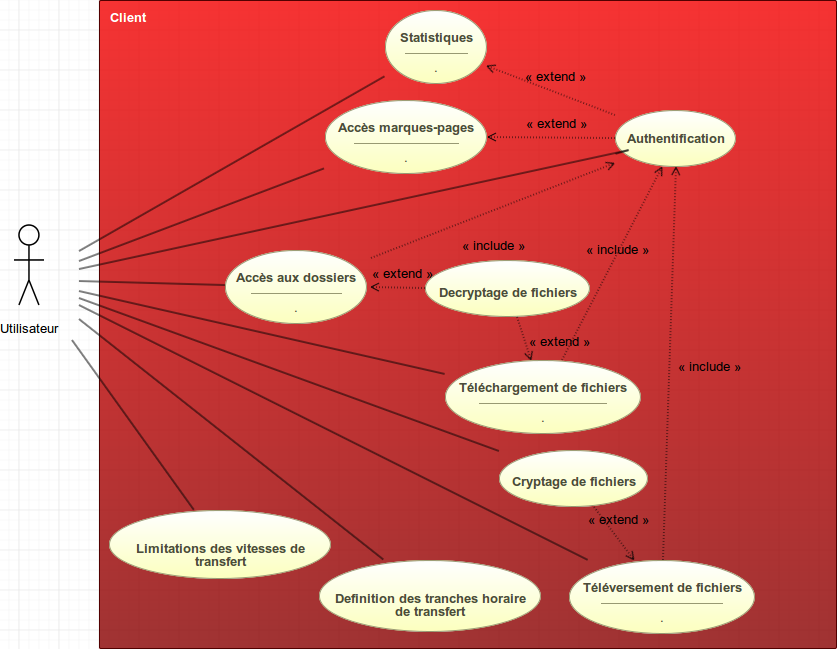 Client
Statistiques
.
« extend »
Accès marques-pages
.
« extend »
Authentification
« include »
« include »
Accès aux dossiers
.
« extend »
Decryptage de fichiers
Utilisateur
« extend »
« include »
Téléchargement de fichiers
.
Cryptage de fichiers
« extend »
Limitations des vitesses de
transfert
Definition des tranches horaire
de transfert
Téléversement de fichiers
.